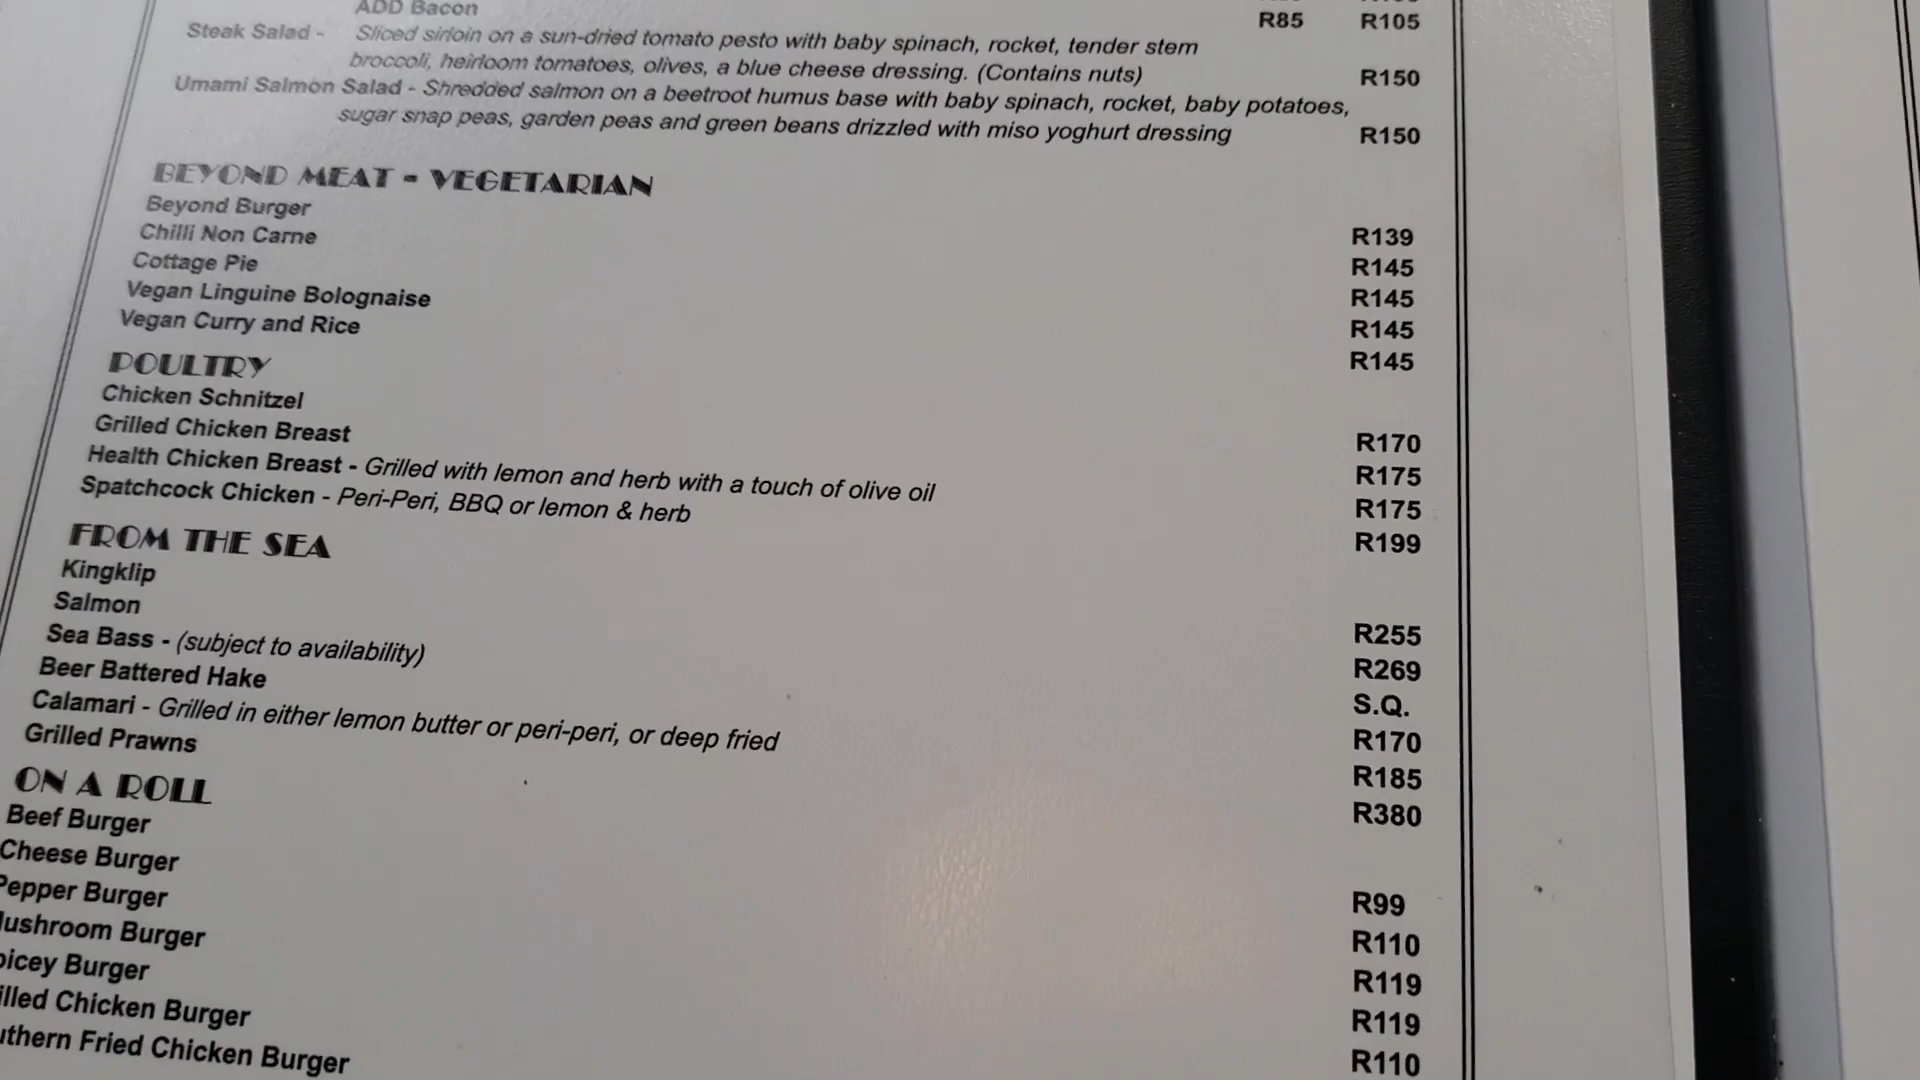 ADD Bacon R85 R105
Steak Salad - Sliced sirloin on a sun-dried tomato pesto with baby spinach, rocket, tender stem
broccoli, heirloom tomatoes, olives, a blue cheese dressing. (Contains nuts) R150
Umami Salmon Salad - Shredded salmon on a beetroot humus base with baby spinach, rocket, baby potatoes,
sugar snap peas, garden peas and green beans drizzled with miso yoghurt dressing R150
BEYOND MEAT - VEGETARIAN
Beyond Burger R139
Chilli Non Carne R145
Cottage Pie R145
Vegan Linguine Bolognaise R145
Vegan Curry and Rice R145
POULTRY
Chicken Schnitzel R170
Grilled Chicken Breast R175
Health Chicken Breast - Grilled with lemon and herb with a touch of olive oil R175
Spatchcock Chicken - Peri-Peri, BBQ or lemon & herb R199
FROM THE SEA
Kingklip R255
Salmon R269
Sea Bass - (subject to availability) S.Q.
Beer Battered Hake R170
Calamari - Grilled in either lemon butter or peri-peri, or deep fried R185
Grilled Prawns R380
ON A ROLL
Beef Burger R99
Cheese Burger R110
Pepper Burger R119
Mushroom Burger R119
Burger R110
Chicken Burger
Fried Chicken Burger